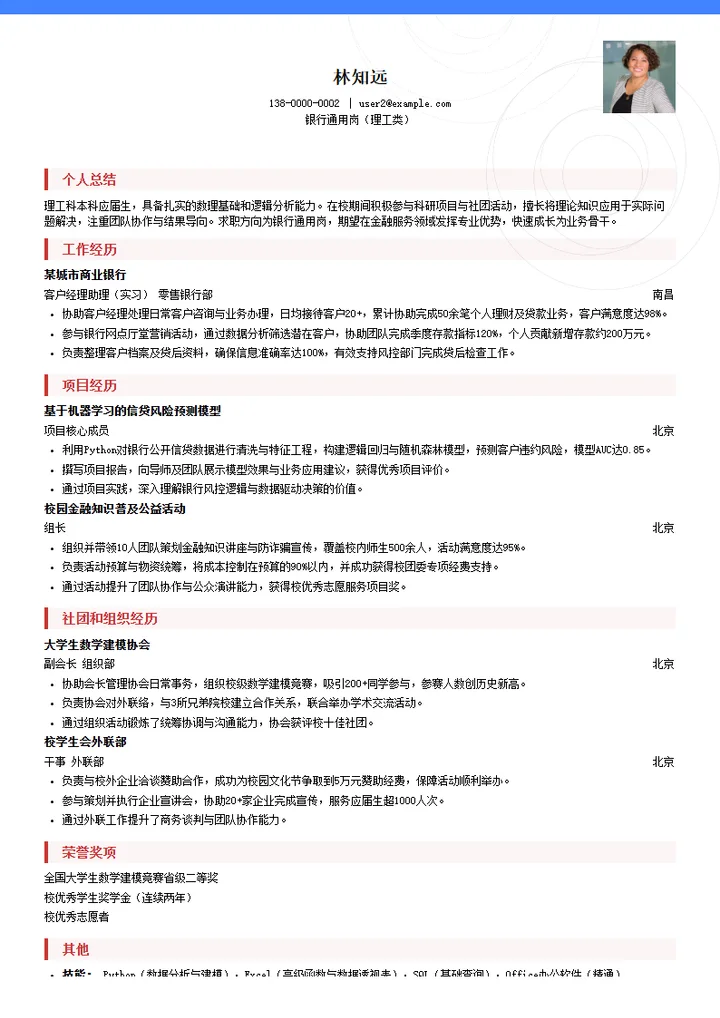 林知远
138-0000-0002 | user2@example.com
银行通用岗（理工类）
个人总结
理工科本科应届生，具备扎实的数理基础和逻辑分析能力。在校期间积极参与科研项目与社团活动，擅长将理论知识应用于实际问
题解决，注重团队协作与结果导向。求职方向为银行通用岗，期望在金融服务领域发挥专业优势，快速成长为业务骨干。
工作经历
某城市商业银行
客户经理助理（实习） 零售银行部 南昌
• 协助客户经理处理日常客户咨询与业务办理，日均接待客户20+，累计协助完成50余笔个人理财及贷款业务，客户满意度达98%。
• 参与银行网点厅堂营销活动，通过数据分析筛选潜在客户，协助团队完成季度存款指标120%，个人贡献新增存款约200万元。
• 负责整理客户档案及贷后资料，确保信息准确率达100%，有效支持风控部门完成贷后检查工作。
项目经历
基于机器学习的信贷风险预测模型
项目核心成员 北京
• 利用Python对银行公开信贷数据进行清洗与特征工程，构建逻辑回归与随机森林模型，预测客户违约风险，模型AUC达0.85。
• 撰写项目报告，向导师及团队展示模型效果与业务应用建议，获得优秀项目评价。
• 通过项目实践，深入理解银行风控逻辑与数据驱动决策的价值。
校园金融知识普及公益活动
组长 北京
• 组织并带领10人团队策划金融知识讲座与防诈骗宣传，覆盖校内师生500余人，活动满意度达95%。
• 负责活动预算与物资统筹，将成本控制在预算的90%以内，并成功获得校团委专项经费支持。
• 通过活动提升了团队协作与公众演讲能力，获得校优秀志愿服务项目奖。
社团和组织经历
大学生数学建模协会
副会长 组织部 北京
• 协助会长管理协会日常事务，组织校级数学建模竞赛，吸引200+同学参与，参赛人数创历史新高。
• 负责协会对外联络，与3所兄弟院校建立合作关系，联合举办学术交流活动。
• 通过组织活动锻炼了统筹协调与沟通能力，协会获评校十佳社团。
校学生会外联部
干事 外联部 北京
• 负责与校外企业洽谈赞助合作，成功为校园文化节争取到5万元赞助经费，保障活动顺利举办。
• 参与策划并执行企业宣讲会，协助20+家企业完成宣传，服务应届生超1000人次。
• 通过外联工作提升了商务谈判与团队协作能力。
荣誉奖项
全国大学生数学建模竞赛省级二等奖
校优秀学生奖学金（连续两年）
校优秀志愿者
其他
• 技能： Python（数据分析与建模），Excel（高级函数与数据透视表），SQL（基础查询），Office办公软件（精通）